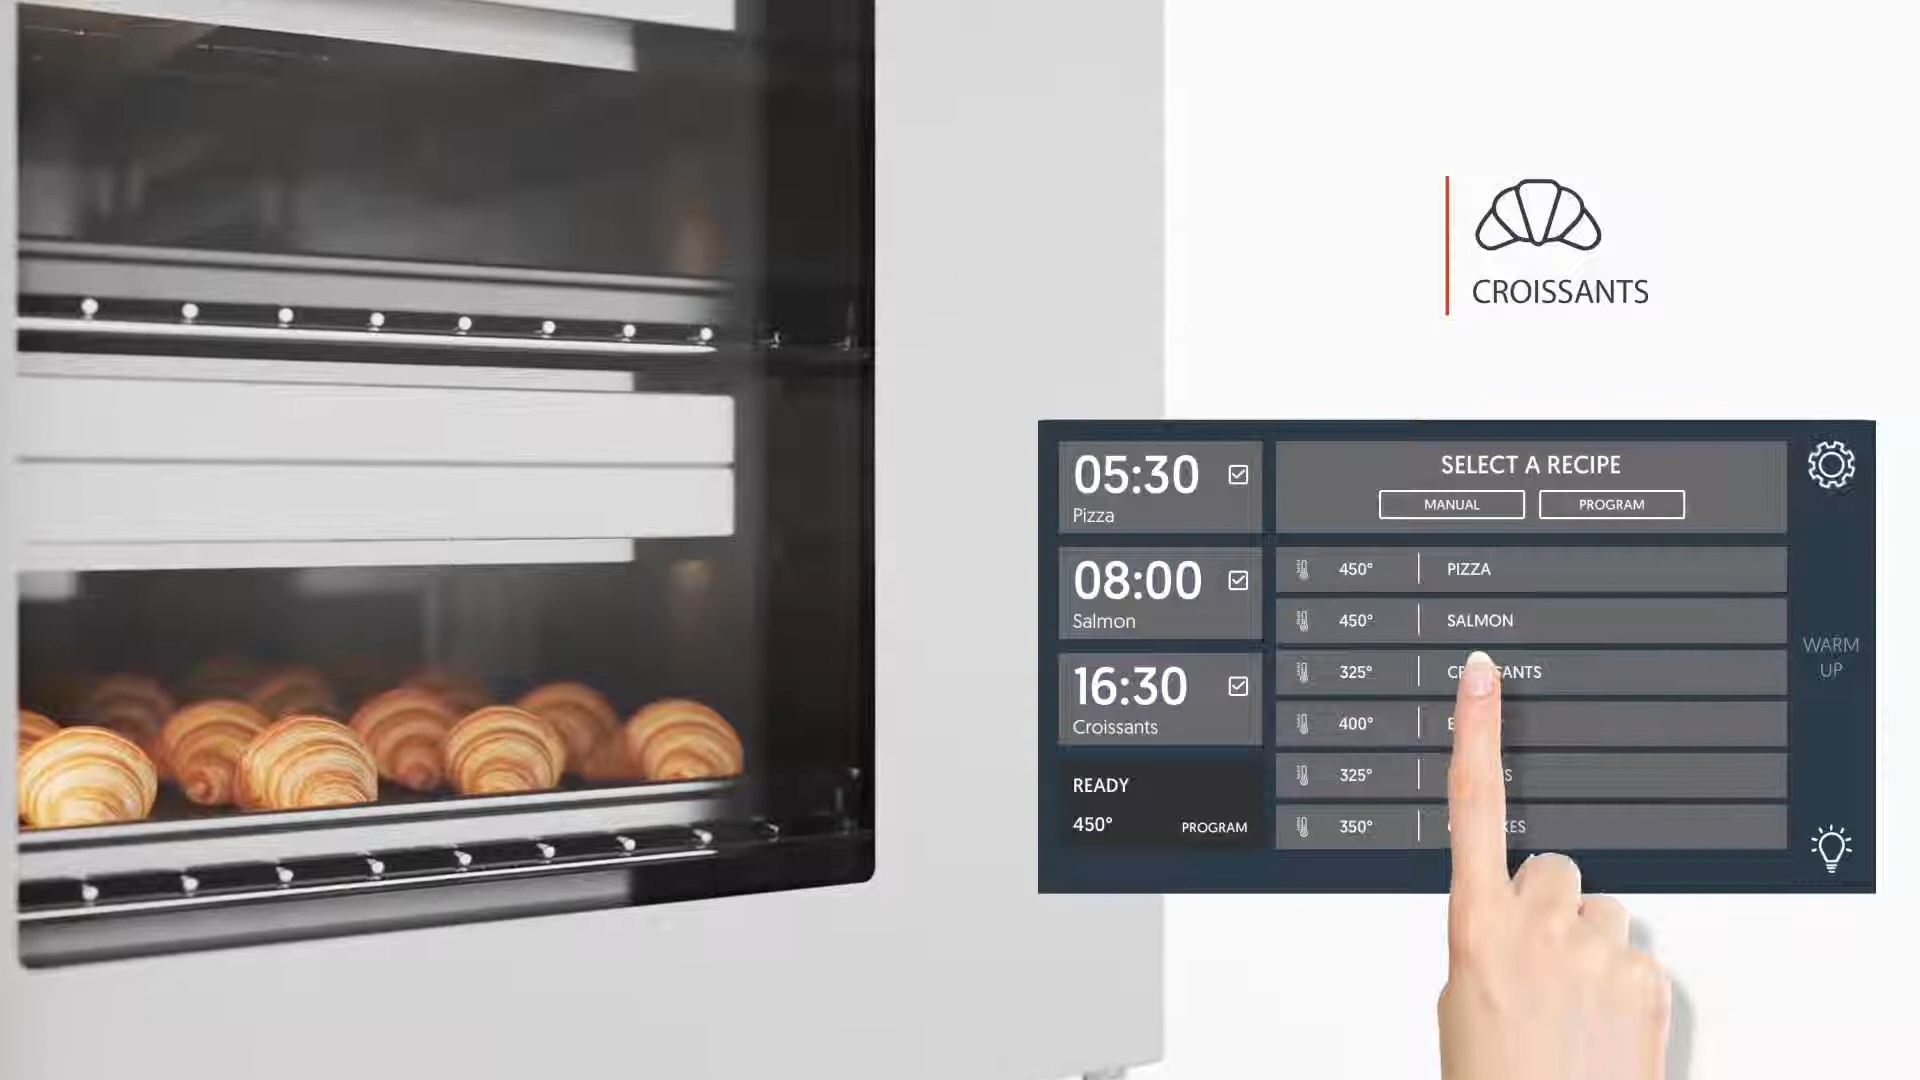 CROISSANTS
05:30
Pizza
08:00
Salmon
16:30
Croissants
READY
450°
PROGRAM
SELECT A RECIPE
MANUAL
PROGRAM
450°
PIZZA
450°
SALMON
325°
400°
325°
350°
WARM
UP